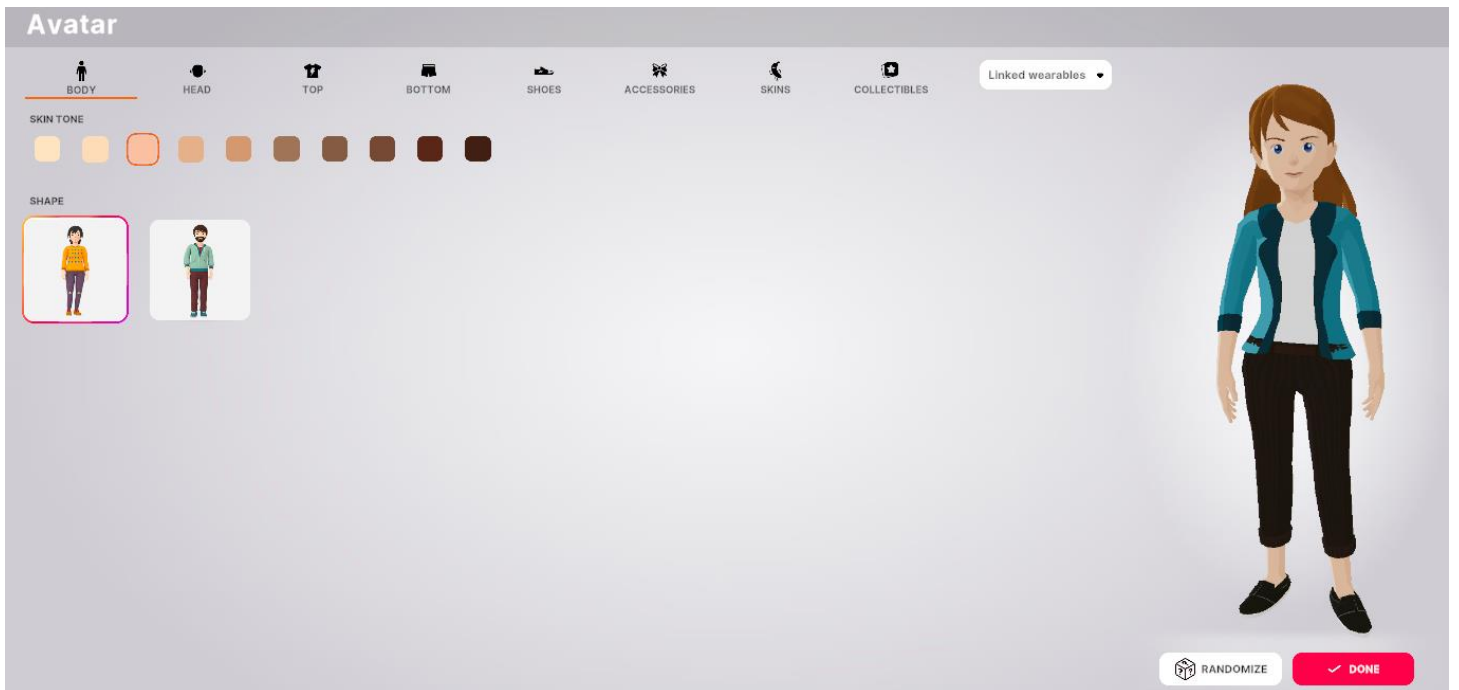 Avatar
BODY
HEAD
TOP
BOTTOM
SHOES
ACCESSORIES
SKINS
COLLECTIBLES
Linked wearables
SKIN TONE
SHAPE
RANDOMIZE
DONE